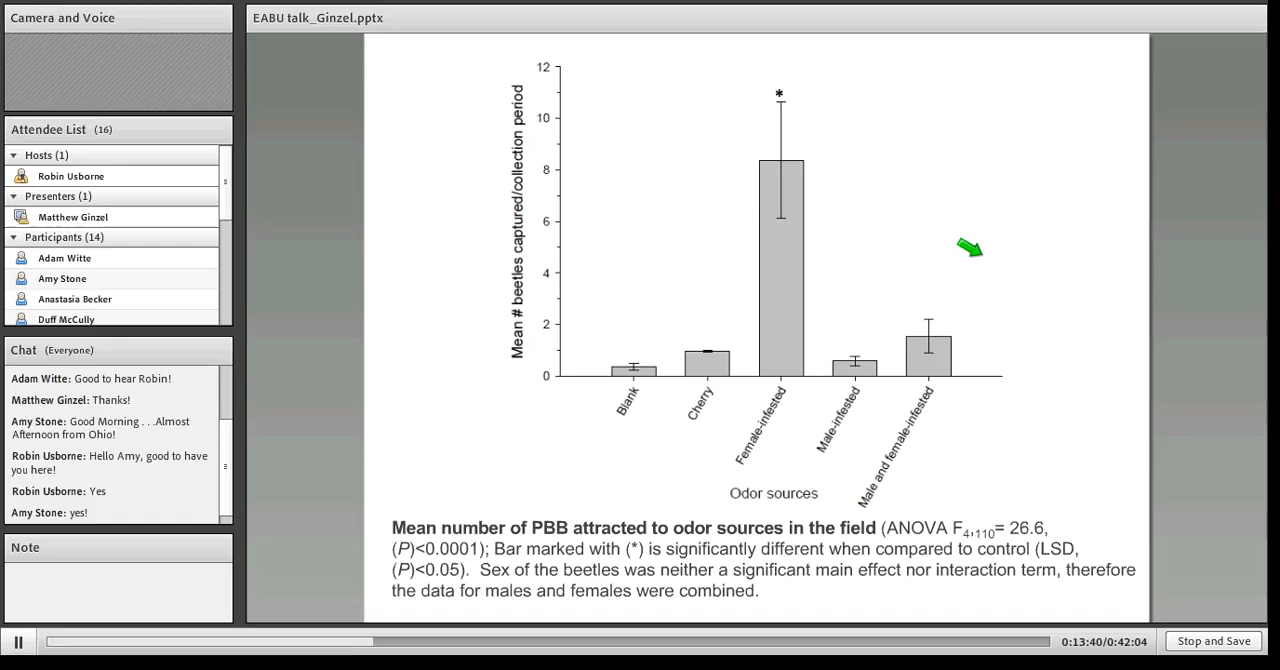 Camera and Voice
Attendee List (16)
Hosts (1)
Robin Usborne
Presenters (1)
Matthew Ginzel
Participants (14)
Adam Witte
Amy Stone
Anastasia Becker
Duff McCully
Chat (Everyone)
Adam Witte: Good to hear Robin!
Matthew Ginzel: Thanks!
Amy Stone: Good Morning . . .Almost
Afternoon from Ohio!
Robin Usborne: Hello Amy, good to have
you here!
Robin Usborne: Yes
Amy Stone: yes!
Note
EABU talk_Ginzel.pptx
Mean # beetles captured/collection period
12
10
8
6
4
2
0
*
Blank
Cherry
Female-infested
Male-infested
Male and female-infested
Odor sources
Mean number of PBB attracted to odor sources in the field (ANOVA F4,110= 26.6,
(P)<0.0001); Bar marked with (*) is significantly different when compared to control (LSD,
(P)<0.05). Sex of the beetles was neither a significant main effect nor interaction term, therefore
the data for males and females were combined.
0:13:40/0:42:04
Stop and Save